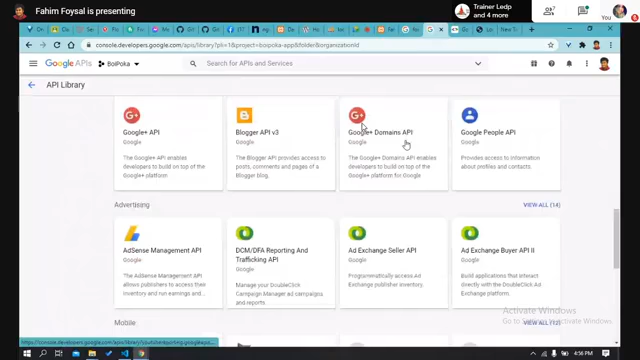 Fahim Foysal is presenting
Trainer Ledp
and 4 more
7
console.developers.google.com/apis/library?pli=1&project=boipoka-app&folder&organizationId
Google APIs
BoiPoka
Search for APIs and Services
API Library
Google+ API
Google
The Google+ API enables
developers to build on top of the
Google+ platform
Blogger API v3
Google
The Blogger API provides access to
posts, comments and pages of a
Blogger blog.
Google+ Domains API
Google
The Google+ Domains API enables
developers to build on top of the
Google+ platform for Google
Google People API
Google
Provides access to information
about profiles and contacts.
Advertising
VIEW ALL (14)
AdSense Management API
Google
The AdSense Management API
allows publishers to access their
inventory and run earnings and
DCM/DFA Reporting And
Trafficking API
Google
Manage your DoubleClick
Campaign Manager ad campaigns
and reports.
Ad Exchange Seller API
Google
Programmatically access Ad
Exchange publisher inventory.
Ad Exchange Buyer API II
Google
Build applications that interact
directly with the DoubleClick Ad
Exchange platform.
Activate Windows
Go to Settings to activate Windows.
Mobile
VIEW ALL (12)
4:56 PM